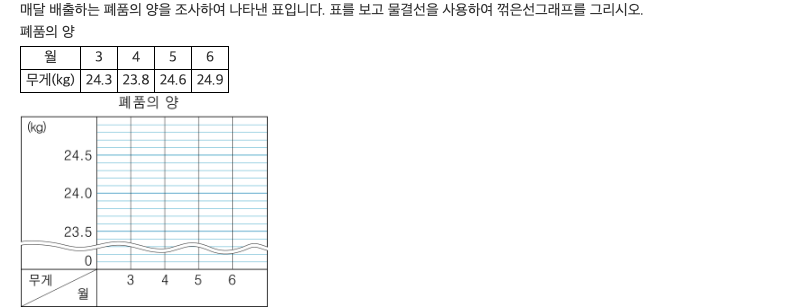 매달 배출하는 폐품의 양을 조사하여 나타낸 표입니다. 표를 보고 물결선을 사용하여 꺾은선그래프를 그리시오.
폐품의 양
월 3 4 5 6
무게(kg) 24.3 23.8 24.6 24.9
폐품의 양
(kg)
24.5
24.0
23.5
0
무게 3 4 5 6
월